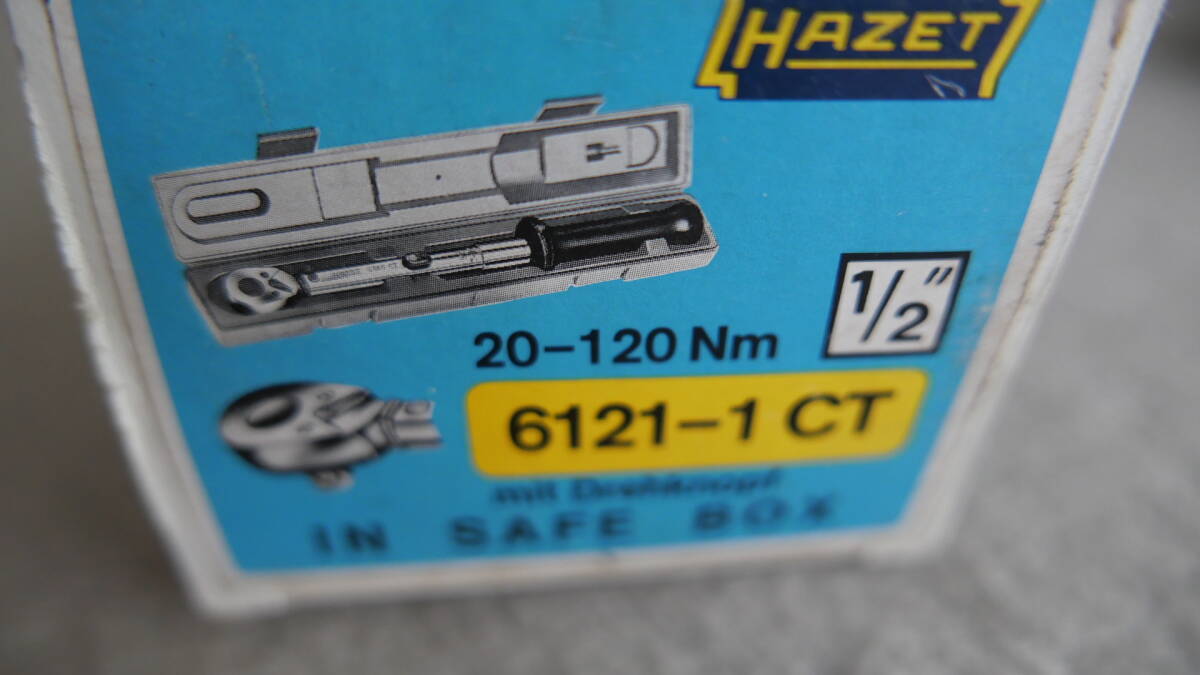 HAZET
20-120 Nm
1/2"
6121-1 CT
mit Drehknopf
IN SAFE BOX